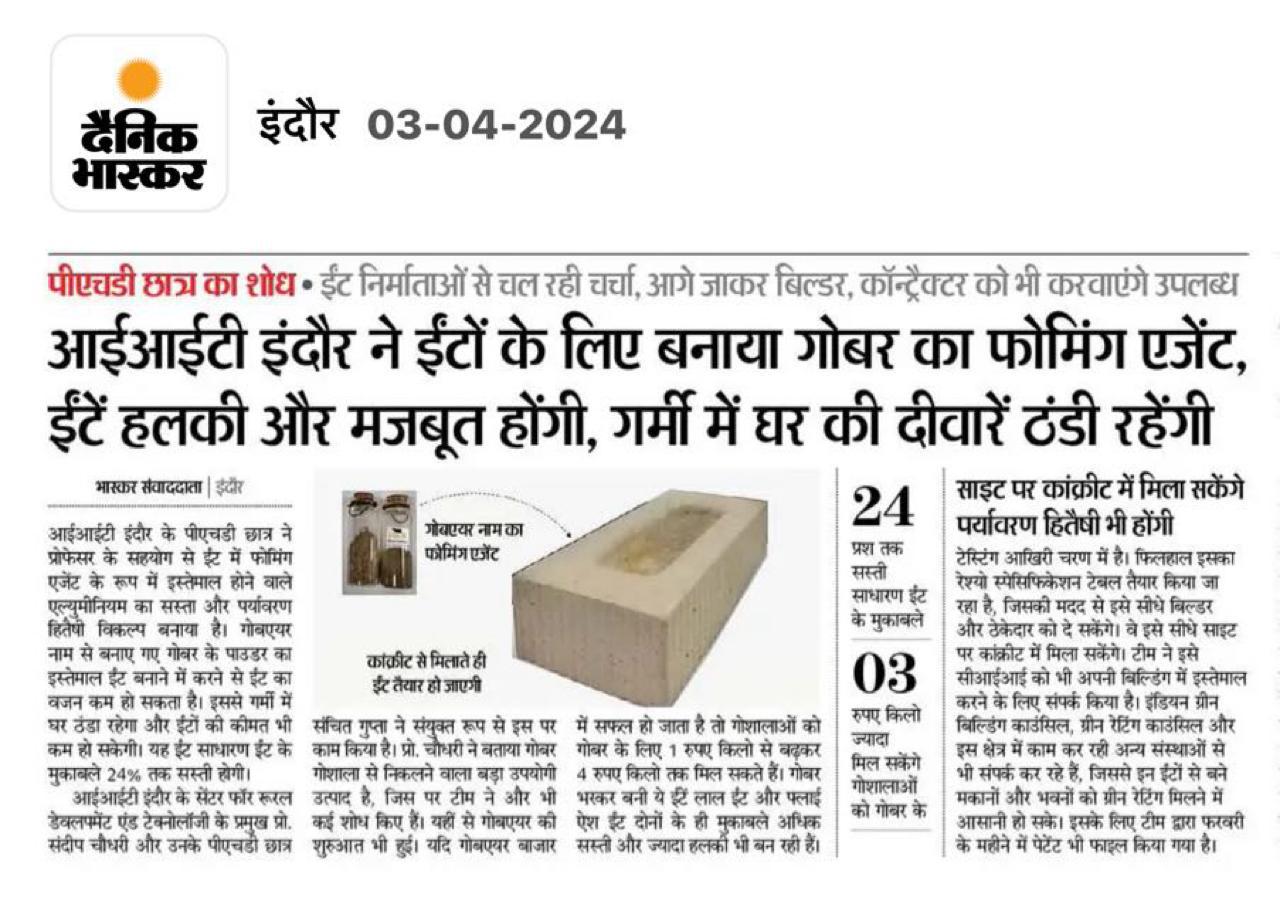 दैनिक
भास्कर
इंदौर 03-04-2024
पीएचडी छात्र का शोध • ईंट निर्माताओं से चल रही चर्चा, आगे जाकर बिल्डर, कॉन्ट्रैक्टर को भी करवाएंगे उपलब्ध
आईआईटी इंदौर ने ईंटों के लिए बनाया गोबर का फोमिंग एजेंट,
ईंटें हलकी और मजबूत होंगी, गर्मी में घर की दीवारें ठंडी रहेंगी
भास्कर संवाददाता | इंदौर
आईआईटी इंदौर के पीएचडी छात्र ने
प्रोफेसर के सहयोग से ईंट में फोमिंग
एजेंट के रूप में इस्तेमाल होने वाले
एल्युमीनियम का सस्ता और पर्यावरण
हितैषी विकल्प बनाया है। गोबएयर
नाम से बनाए गए गोबर के पाउडर का
इस्तेमाल ईंट बनाने में करने से ईंट का
वजन कम हो सकता है। इससे गर्मी में
घर ठंडा रहेगा और ईंटों की कीमत भी
कम हो सकेगी। यह ईंट साधारण ईंट के
मुकाबले 24% तक सस्ती होगी।
आईआईटी इंदौर के सेंटर फॉर रूरल
डेवलपमेंट एंड टेक्नोलॉजी के प्रमुख प्रो.
संदीप चौधरी और उनके पीएचडी छात्र
गोबएयर नाम का
फोमिंग एजेंट
कांक्रीट से मिलाते ही
ईंट तैयार हो जाएगी
संचित गुप्ता ने संयुक्त रूप से इस पर
काम किया है। प्रो. चौधरी ने बताया गोबर
गोशाला से निकलने वाला बड़ा उपयोगी
उत्पाद है, जिस पर टीम ने और भी
कई शोध किए हैं। यहीं से गोबएयर की
शुरुआत भी हुई। यदि गोबएयर बाजार
में सफल हो जाता है तो गोशालाओं को
गोबर के लिए 1 रुपए किलो से बढ़कर
4 रुपए किलो तक मिल सकते हैं। गोबर
भरकर बनी ये ईंटें लाल ईंट और फ्लाई
ऐश ईंट दोनों के ही मुकाबले अधिक
सस्ती और ज्यादा हलकी भी बन रही हैं।
24
प्रश तक
सस्ती
साधारण ईंट
के मुकाबले
03
रुपए किलो
ज्यादा
मिल सकेंगे
गोशालाओं
को गोबर के
साइट पर कांक्रीट में मिला सकेंगे
पर्यावरण हितैषी भी होंगी
टेस्टिंग आखिरी चरण में है। फिलहाल इसका
रेश्यो स्पेसिफिकेशन टेबल तैयार किया जा
रहा है, जिसकी मदद से इसे सीधे बिल्डर
और ठेकेदार को दे सकेंगे। वे इसे सीधे साइट
पर कांक्रीट में मिला सकेंगे। टीम ने इसे
सीआईआई को भी अपनी बिल्डिंग में इस्तेमाल
करने के लिए संपर्क किया है। इंडियन ग्रीन
बिल्डिंग काउंसिल, ग्रीन रेटिंग काउंसिल और
इस क्षेत्र में काम कर रही अन्य संस्थाओं से
भी संपर्क कर रहे हैं, जिससे इन ईंटों से बने
मकानों और भवनों को ग्रीन रेटिंग मिलने में
आसानी हो सके। इसके लिए टीम द्वारा फरवरी
के महीने में पेटेंट भी फाइल किया गया है।